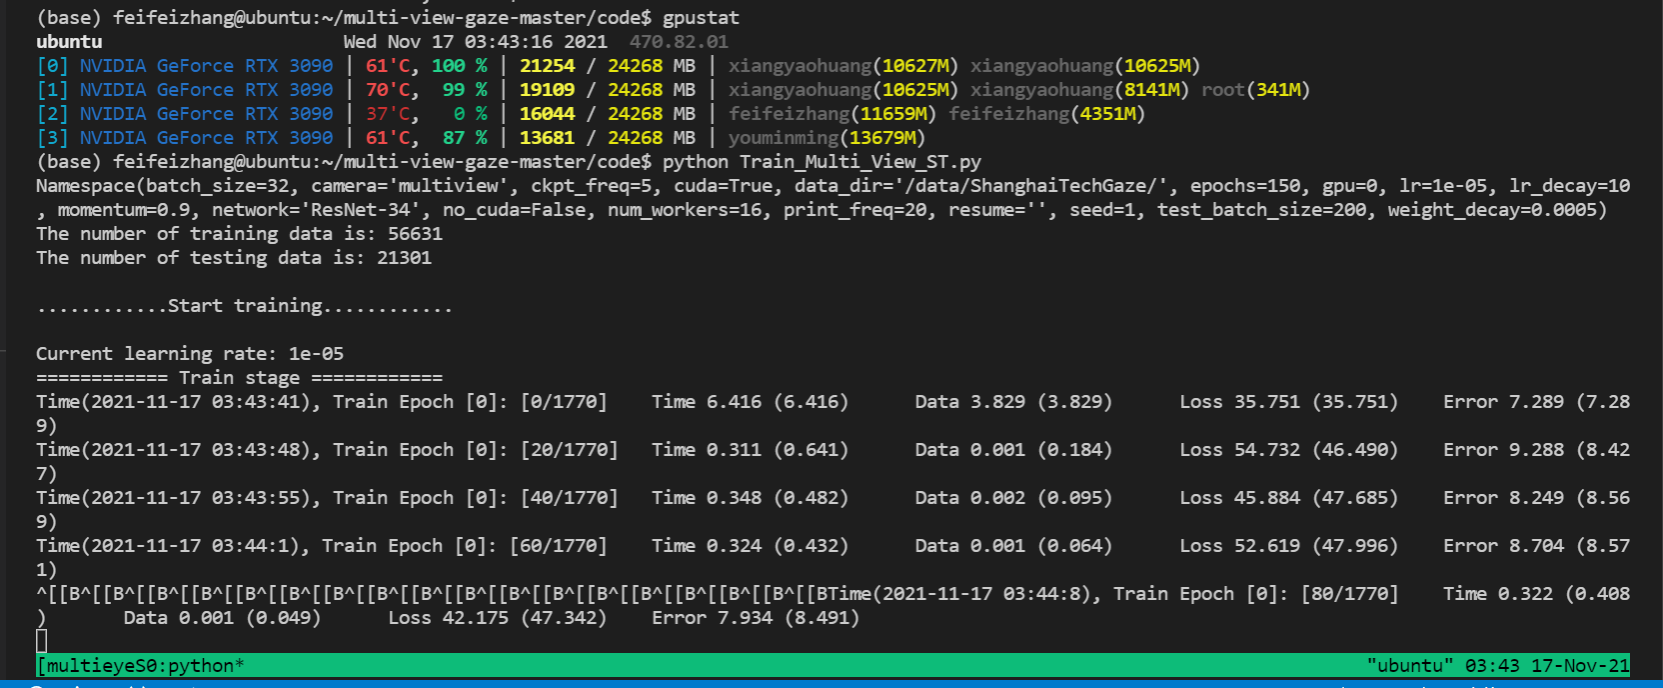 (base) feifeizhang@ubuntu:~/multi-view-gaze-master/code$ gpustat
ubuntu                      Wed Nov 17 03:43:16 2021  470.82.01
[0] NVIDIA GeForce RTX 3090 | 61'C, 100 % | 21254 / 24268 MB | xiangyaohuang(10627M) xiangyaohuang(10625M)
[1] NVIDIA GeForce RTX 3090 | 70'C,  99 % | 19109 / 24268 MB | xiangyaohuang(10625M) xiangyaohuang(8141M) root(341M)
[2] NVIDIA GeForce RTX 3090 | 37'C,   0 % | 16044 / 24268 MB | feifeizhang(11659M) feifeizhang(4351M)
[3] NVIDIA GeForce RTX 3090 | 61'C,  87 % | 13681 / 24268 MB | youminming(13679M)
(base) feifeizhang@ubuntu:~/multi-view-gaze-master/code$ python Train_Multi_View_ST.py
Namespace(batch_size=32, camera='multiview', ckpt_freq=5, cuda=True, data_dir='/data/ShanghaiTechGaze/', epochs=150, gpu=0, lr=1e-05, lr_decay=10
, momentum=0.9, network='ResNet-34', no_cuda=False, num_workers=16, print_freq=20, resume='', seed=1, test_batch_size=200, weight_decay=0.0005)
The number of training data is: 56631
The number of testing data is: 21301
............Start training............
Current learning rate: 1e-05
============ Train stage ============
Time(2021-11-17 03:43:41), Train Epoch [0]: [0/1770]    Time 6.416 (6.416)      Data 3.829 (3.829)      Loss 35.751 (35.751)    Error 7.289 (7.28
9)
Time(2021-11-17 03:43:48), Train Epoch [0]: [20/1770]   Time 0.311 (0.641)      Data 0.001 (0.184)      Loss 54.732 (46.490)    Error 9.288 (8.42
7)
Time(2021-11-17 03:43:55), Train Epoch [0]: [40/1770]   Time 0.348 (0.482)      Data 0.002 (0.095)      Loss 45.884 (47.685)    Error 8.249 (8.56
9)
Time(2021-11-17 03:44:1), Train Epoch [0]: [60/1770]    Time 0.324 (0.432)      Data 0.001 (0.064)      Loss 52.619 (47.996)    Error 8.704 (8.57
1)
^[[B^[[B^[[B^[[B^[[B^[[B^[[B^[[B^[[B^[[B^[[B^[[B^[[B^[[B^[[B^[[B^[[B^[[BTime(2021-11-17 03:44:8), Train Epoch [0]: [80/1770]    Time 0.322 (0.408
)       Data 0.001 (0.049)      Loss 42.175 (47.342)    Error 7.934 (8.491)
[multieyeS0:python* "ubuntu" 03:43 17-Nov-21